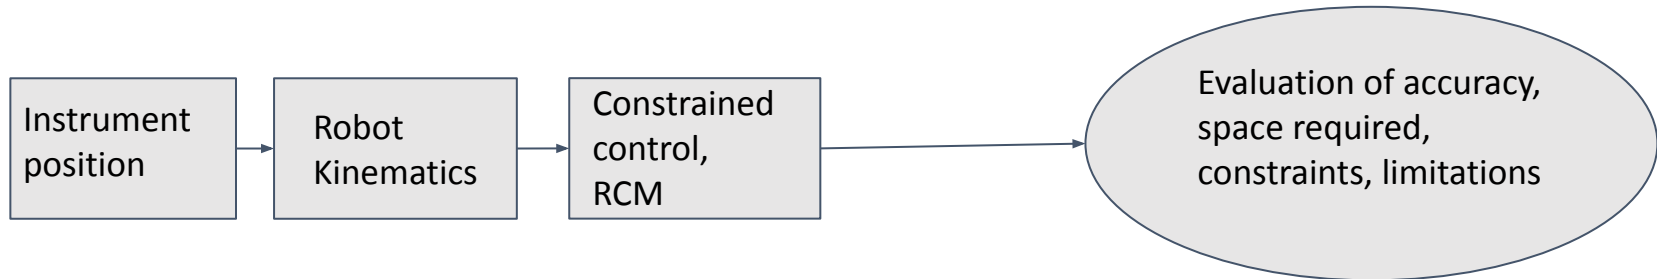 Instrument
position
Robot
Kinematics
Constrained
control,
RCM
Evaluation of accuracy,
space required,
constraints, limitations